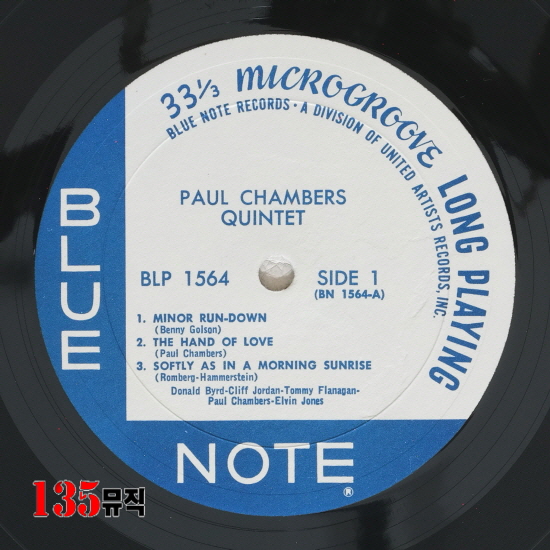 33⅓ MICROGROOVE LONG PLAYING
BLUE NOTE RECORDS • A DIVISION OF UNITED ARTISTS RECORDS, INC.
PAUL CHAMBERS
QUINTET
BLP 1564 SIDE 1
(BN 1564-A)
1. MINOR RUN-DOWN
(Benny Golson)
2. THE HAND OF LOVE
(Paul Chambers)
3. SOFTLY AS IN A MORNING SUNRISE
(Romberg-Hammerstein)
Donald Byrd-Cliff Jordan-Tommy Flanagan-
Paul Chambers-Elvin Jones
BLUE
NOTE®
135뮤직